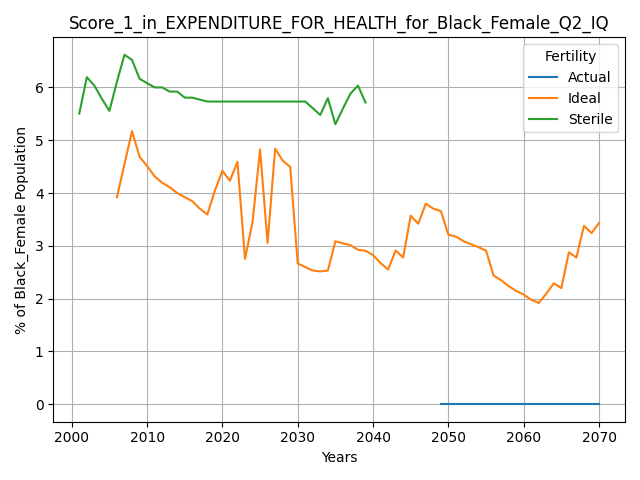 Score_1_in_EXPENDITURE_FOR_HEALTH_for_Black_Female_Q2_IQ
Fertility
Actual
Ideal
Sterile
% of Black_Female Population
6
5
4
3
2
1
0
2000 2010 2020 2030 2040 2050 2060 2070
Years